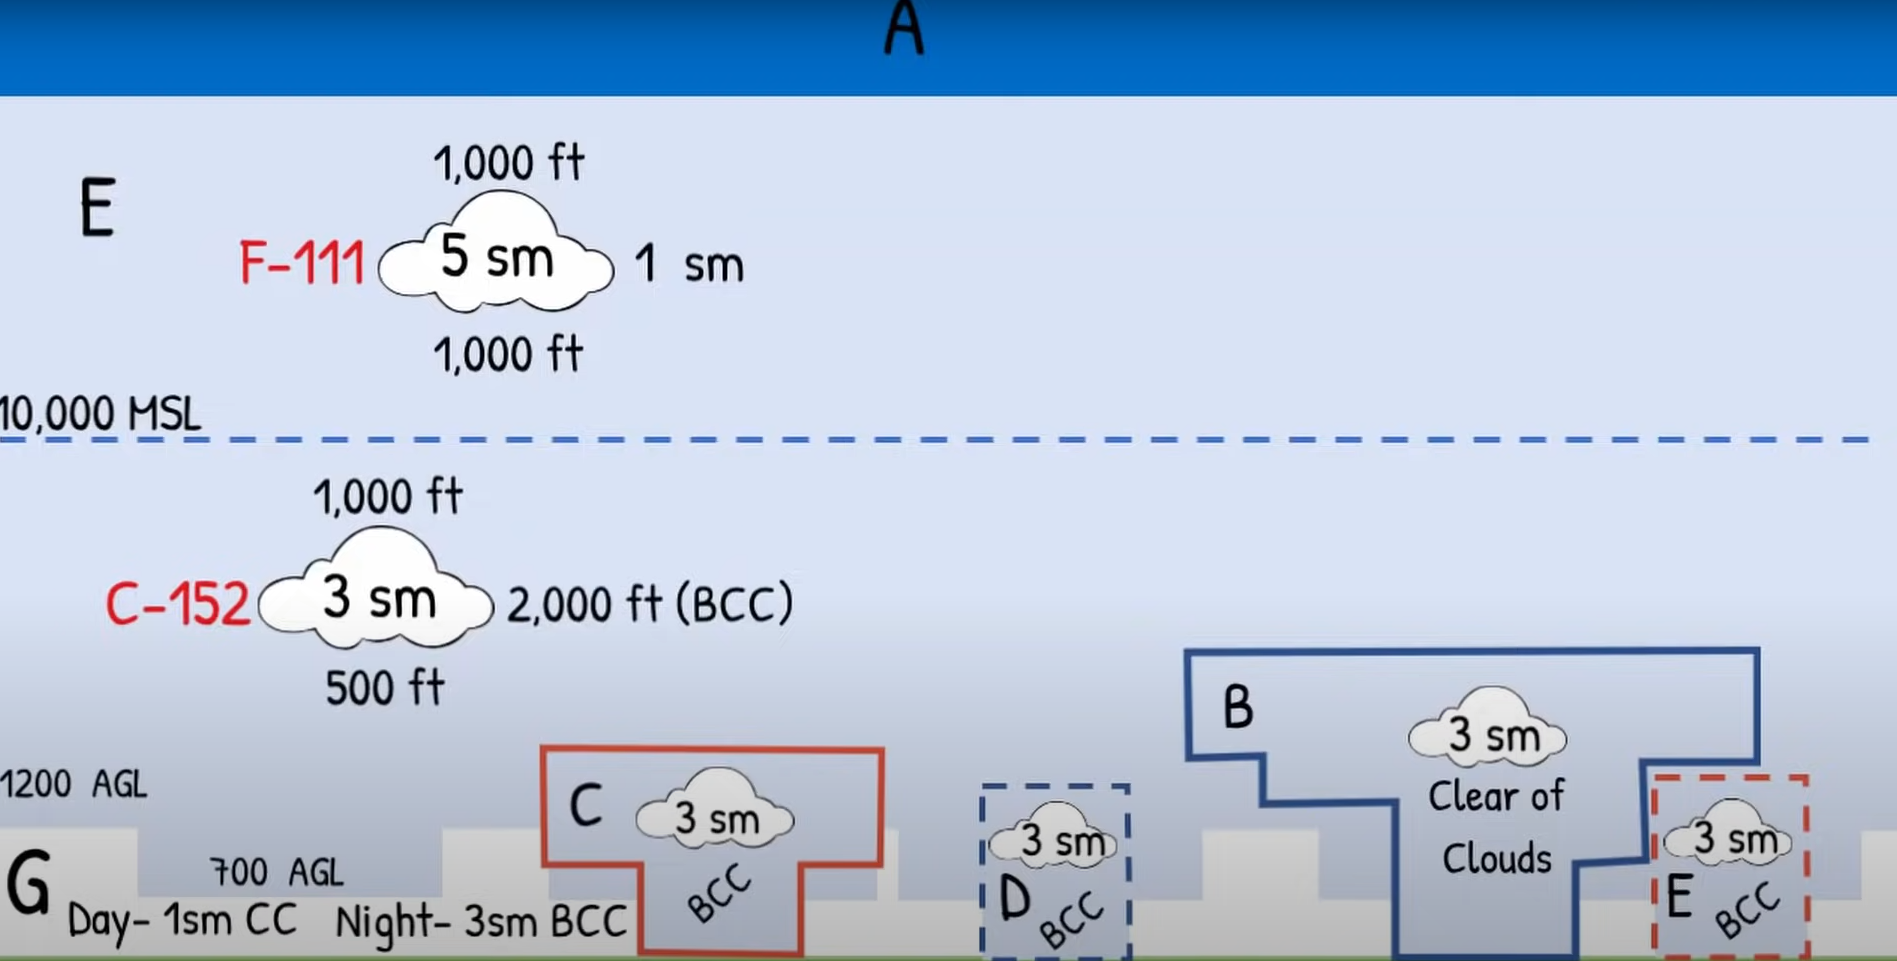 A
1,000 ft
E
F-111 5 sm 1 sm
1,000 ft
10,000 MSL
1,000 ft
C-152 3 sm 2,000 ft (BCC)
500 ft
1200 AGL
G
700 AGL
Day- 1sm CC Night- 3sm BCC
C
3 sm
BCC
3 sm
D
BCC
B
3 sm
Clear of
Clouds
3 sm
E
BCC